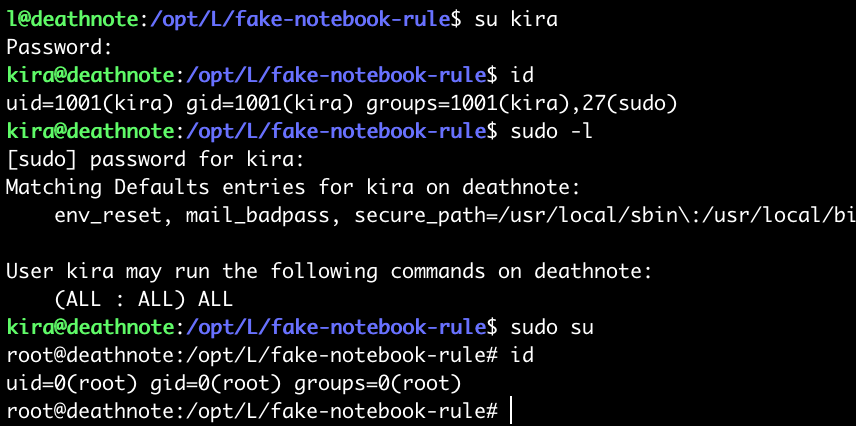 l@deathnote:/opt/L/fake-notebook-rule$ su kira
Password:
kira@deathnote:/opt/L/fake-notebook-rule$ id
uid=1001(kira) gid=1001(kira) groups=1001(kira),27(sudo)
kira@deathnote:/opt/L/fake-notebook-rule$ sudo -l
[sudo] password for kira:
Matching Defaults entries for kira on deathnote:
    env_reset, mail_badpass, secure_path=/usr/local/sbin\:/usr/local/bi

User kira may run the following commands on deathnote:
    (ALL : ALL) ALL
kira@deathnote:/opt/L/fake-notebook-rule$ sudo su
root@deathnote:/opt/L/fake-notebook-rule# id
uid=0(root) gid=0(root) groups=0(root)
root@deathnote:/opt/L/fake-notebook-rule#